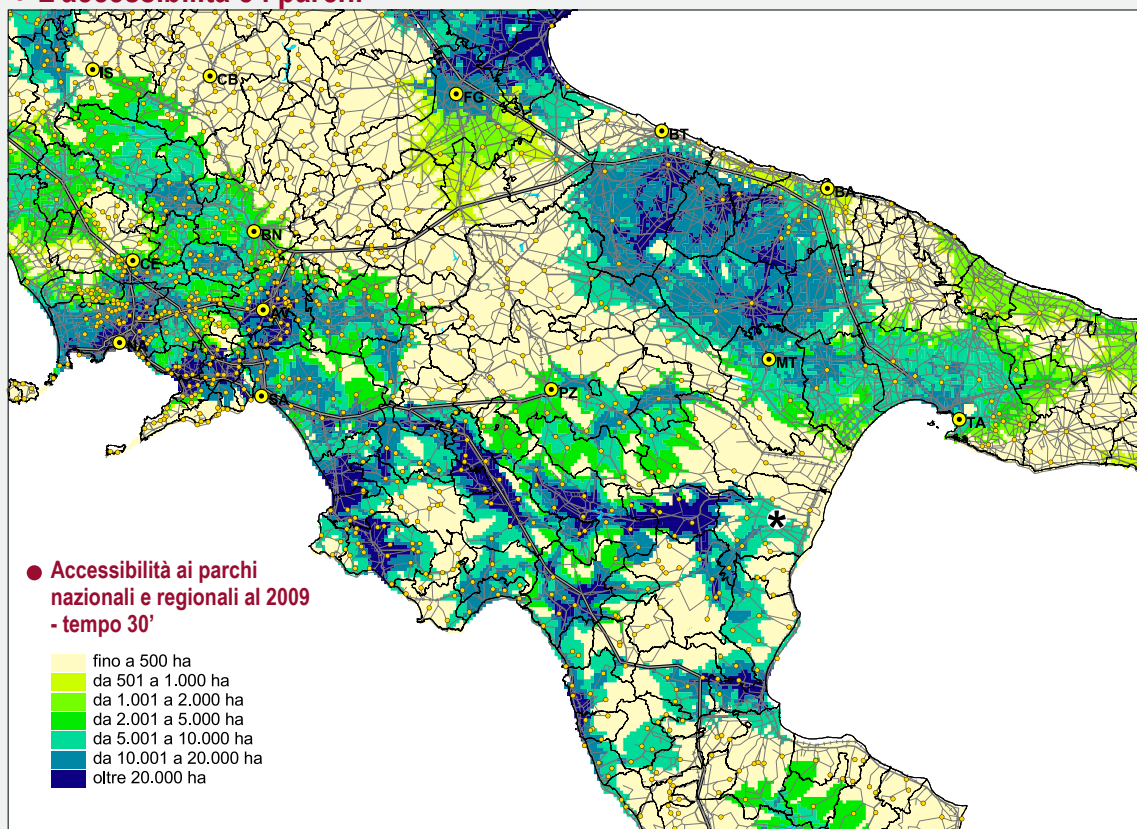 L'accessibilità e i parchi
IS
CB
FG
BT
BA
BN
CE
AV
NA
MT
PZ
SA
TA
*
Accessibilità ai parchi
nazionali e regionali al 2009
- tempo 30'
fino a 500 ha
da 501 a 1.000 ha
da 1.001 a 2.000 ha
da 2.001 a 5.000 ha
da 5.001 a 10.000 ha
da 10.001 a 20.000 ha
oltre 20.000 ha